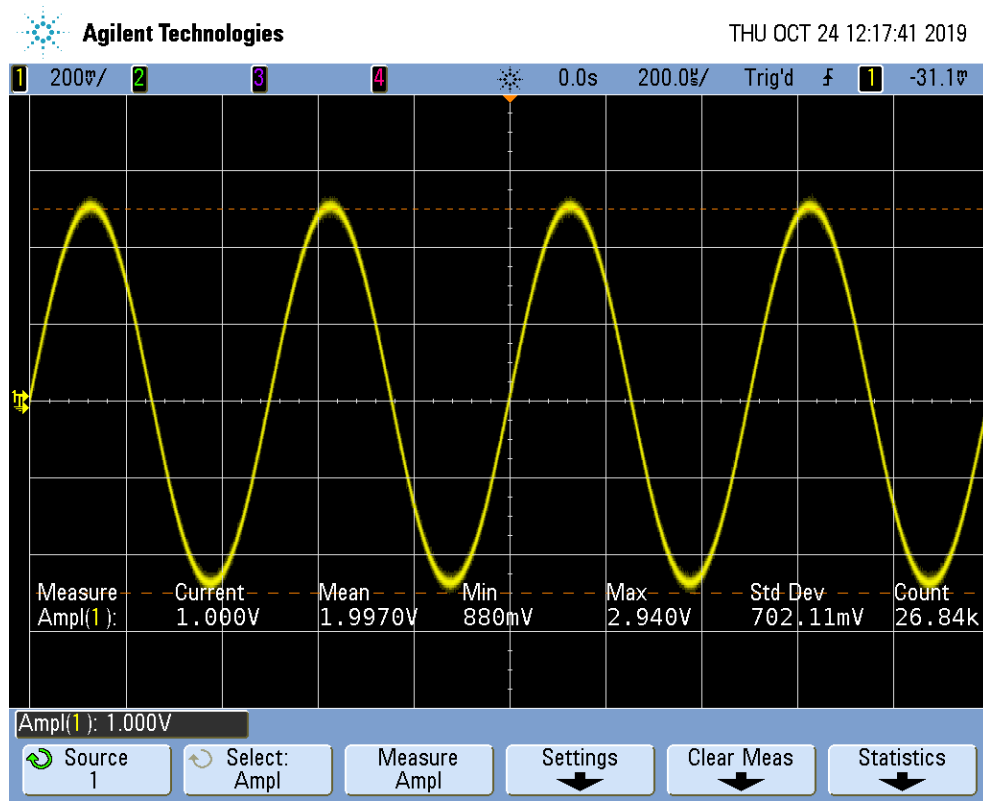 Agilent Technologies THU OCT 24 12:17:41 2019
1 200mV/ 2 3 4 0.0s 200.0us/ Trig'd 1 -31.1mV
T
Measure Current Mean Min Max Std Dev Count
Ampl(1): 1.000V 1.9970V 880mV 2.940V 702.11mV 26.84k
Ampl(1): 1.000V
Source Select: Measure Settings Clear Meas Statistics
1 Ampl Ampl